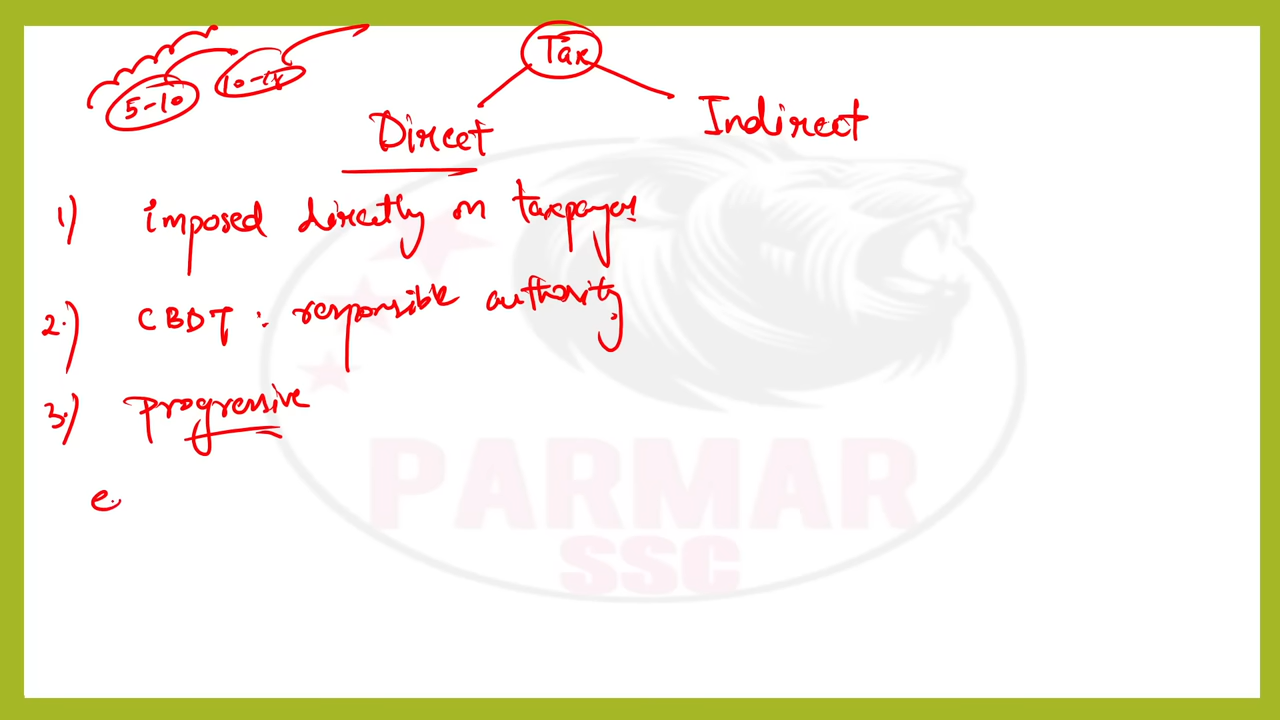 Tax
5-10
Direct
Indirect
1) imposed directly on taxpayer
2.) CBDT : responsible authority
3.) Progressive
e.
PARMAR
SSC